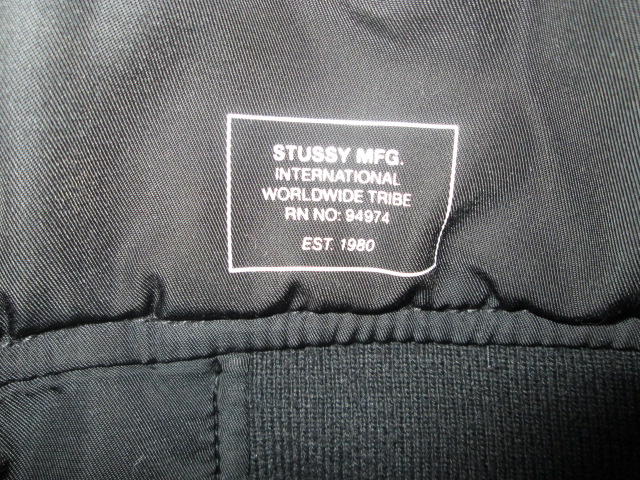 STUSSY MFG.
INTERNATIONAL
WORLDWIDE TRIBE
RN NO: 94974
EST. 1980